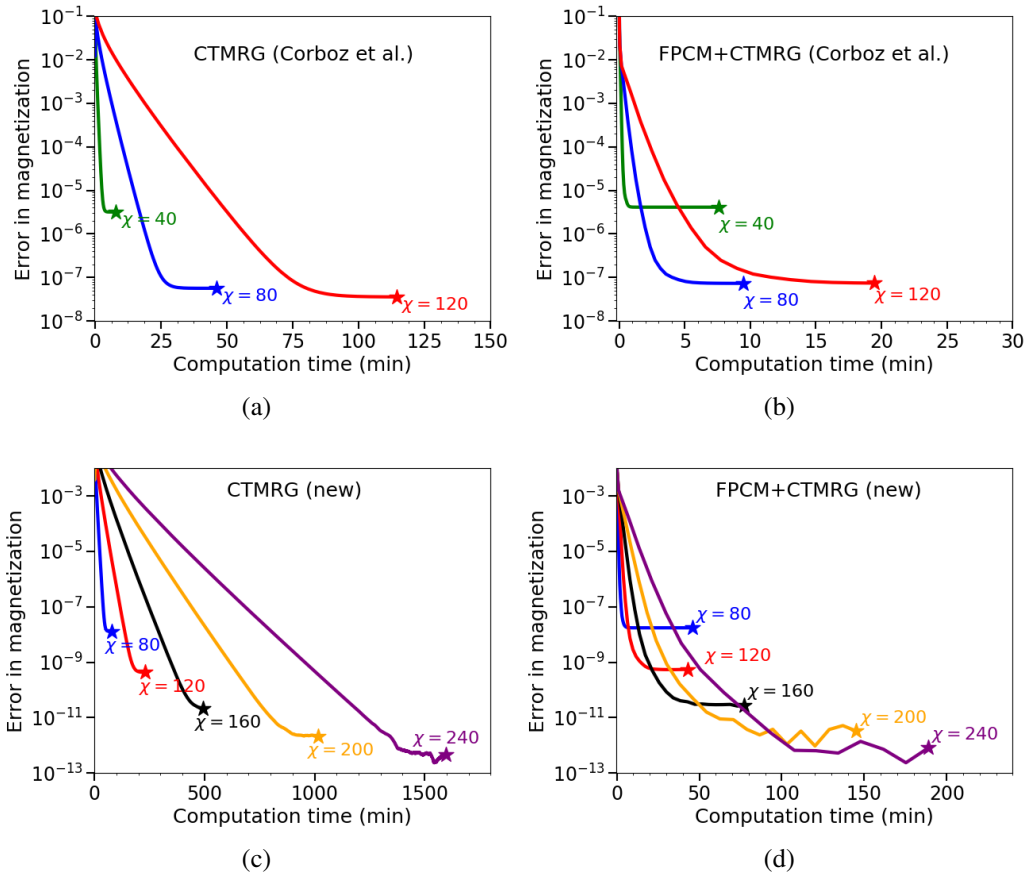 CTMRG (Corboz et al.)
Error in magnetization
10⁻¹
10⁻²
10⁻³
10⁻⁴
10⁻⁵
10⁻⁶
10⁻⁷
10⁻⁸
χ = 40
χ = 80
χ = 120
0 25 50 75 100 125 150
Computation time (min)
(a)
FPCM+CTMRG (Corboz et al.)
Error in magnetization
10⁻¹
10⁻²
10⁻³
10⁻⁴
10⁻⁵
10⁻⁶
10⁻⁷
10⁻⁸
χ = 40
χ = 80
χ = 120
0 5 10 15 20 25 30
Computation time (min)
(b)
CTMRG (new)
Error in magnetization
10⁻³
10⁻⁵
10⁻⁷
10⁻⁹
10⁻¹¹
10⁻¹³
χ = 80
χ = 120
χ = 160
χ = 200
χ = 240
0 500 1000 1500
Computation time (min)
(c)
FPCM+CTMRG (new)
Error in magnetization
10⁻³
10⁻⁵
10⁻⁷
10⁻⁹
10⁻¹¹
10⁻¹³
χ = 80
χ = 120
χ = 160
χ = 200
χ = 240
0 50 100 150 200
Computation time (min)
(d)